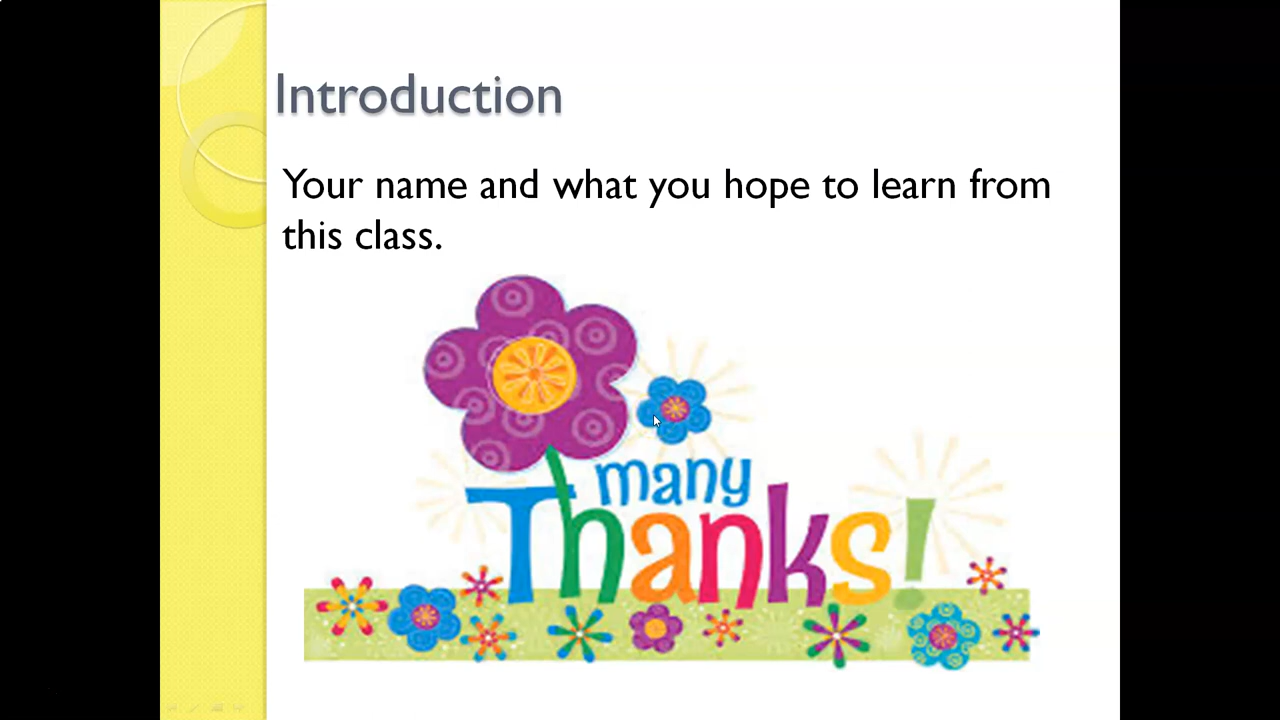 Introduction
Your name and what you hope to learn from
this class.
many
Thanks!